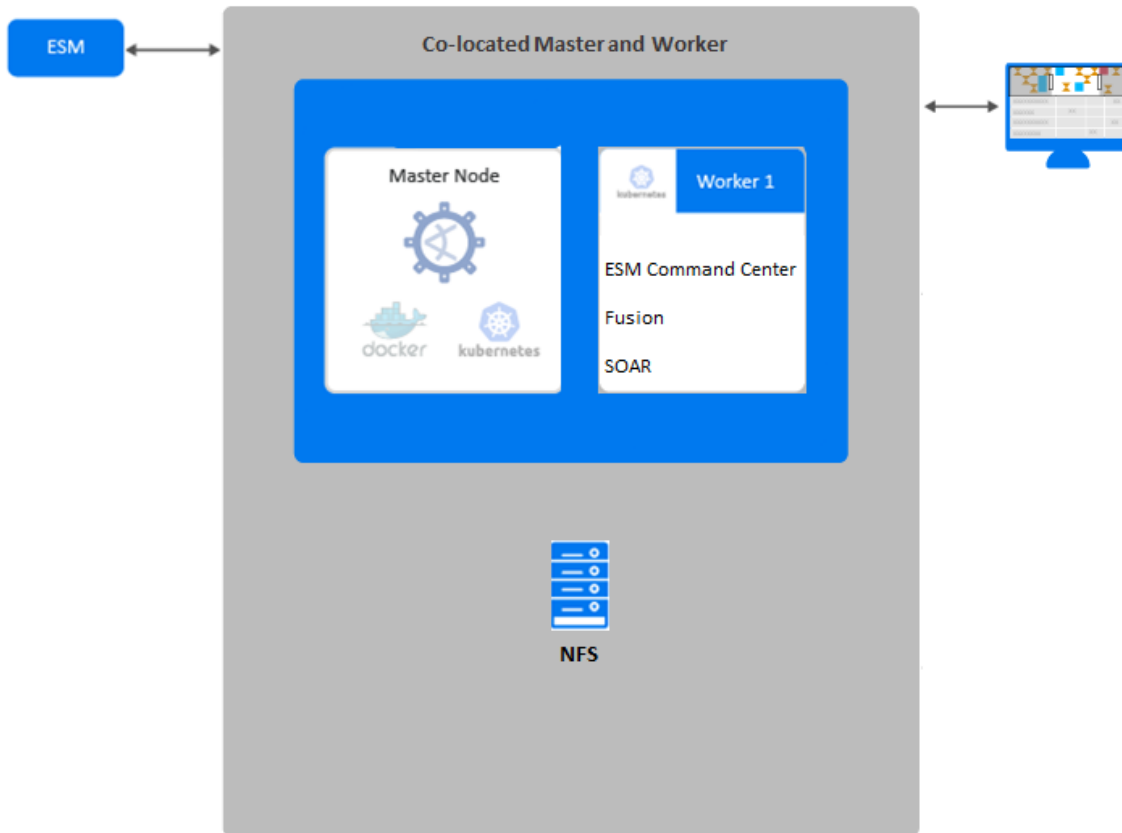 ESM
Co-located Master and Worker
Master Node
docker
kubernetes
kubernetes
Worker 1
ESM Command Center
Fusion
SOAR
NFS